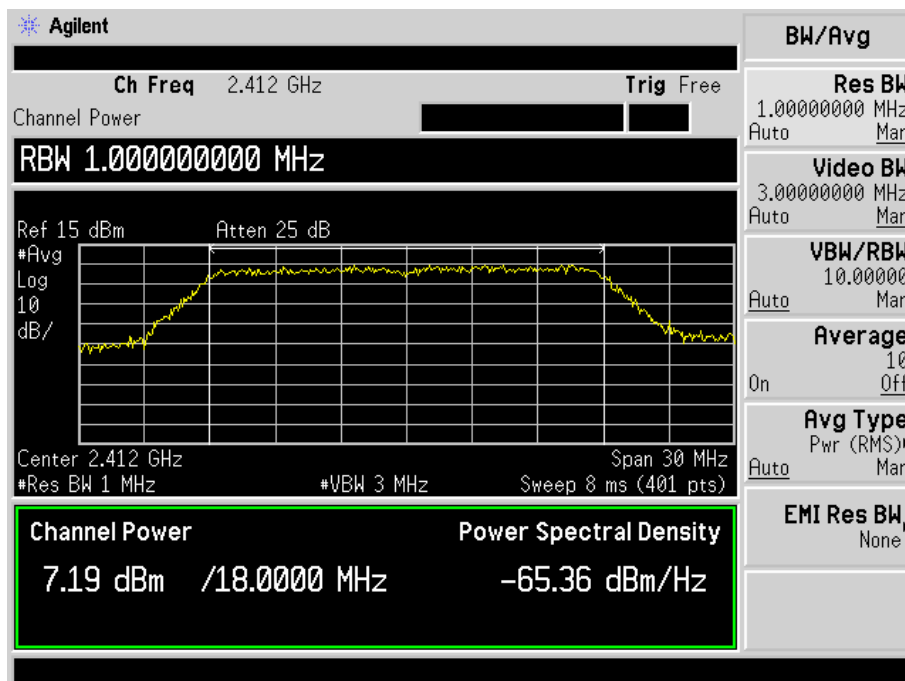 Agilent
Ch Freq 2.412 GHz Trig Free
Channel Power
RBW 1.000000000 MHz
Ref 15 dBm Atten 25 dB
#Avg
Log
10
dB/
Center 2.412 GHz Span 30 MHz
#Res BW 1 MHz #VBW 3 MHz Sweep 8 ms (401 pts)
Channel Power Power Spectral Density
7.19 dBm /18.0000 MHz -65.36 dBm/Hz
BW/Avg
Res BW
1.00000000 MHz
Auto Man
Video BW
3.00000000 MHz
Auto Man
VBW/RBW
10.00000
Auto Man
Average
10
On Off
Avg Type
Pwr (RMS)
Auto Man
EMI Res BW
None